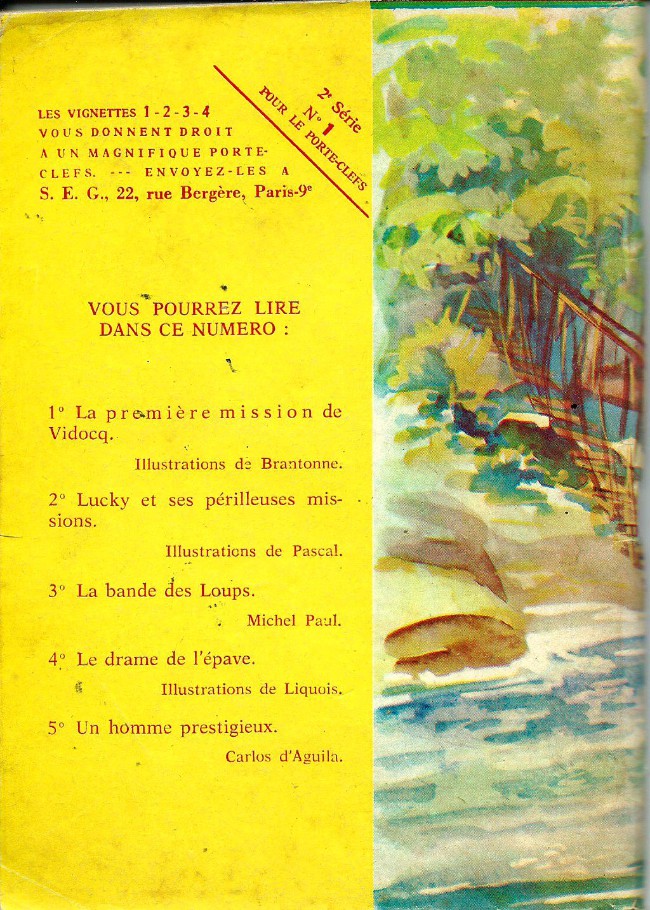 LES VIGNETTES 1-2-3-4
VOUS DONNENT DROIT
A UN MAGNIFIQUE PORTE-
CLEFS. --- ENVOYEZ-LES A
S. E. G., 22, rue Bergère, Paris-9e
2e Série
N° 1
POUR LE PORTE-CLEFS
VOUS POURREZ LIRE
DANS CE NUMERO :
1° La première mission de
Vidocq.
Illustrations de Brantonne.
2° Lucky et ses périlleuses mis-
sions.
Illustrations de Pascal.
3° La bande des Loups.
Michel Paul.
4° Le drame de l'épave.
Illustrations de Liquois.
5° Un homme prestigieux.
Carlos d'Aguila.